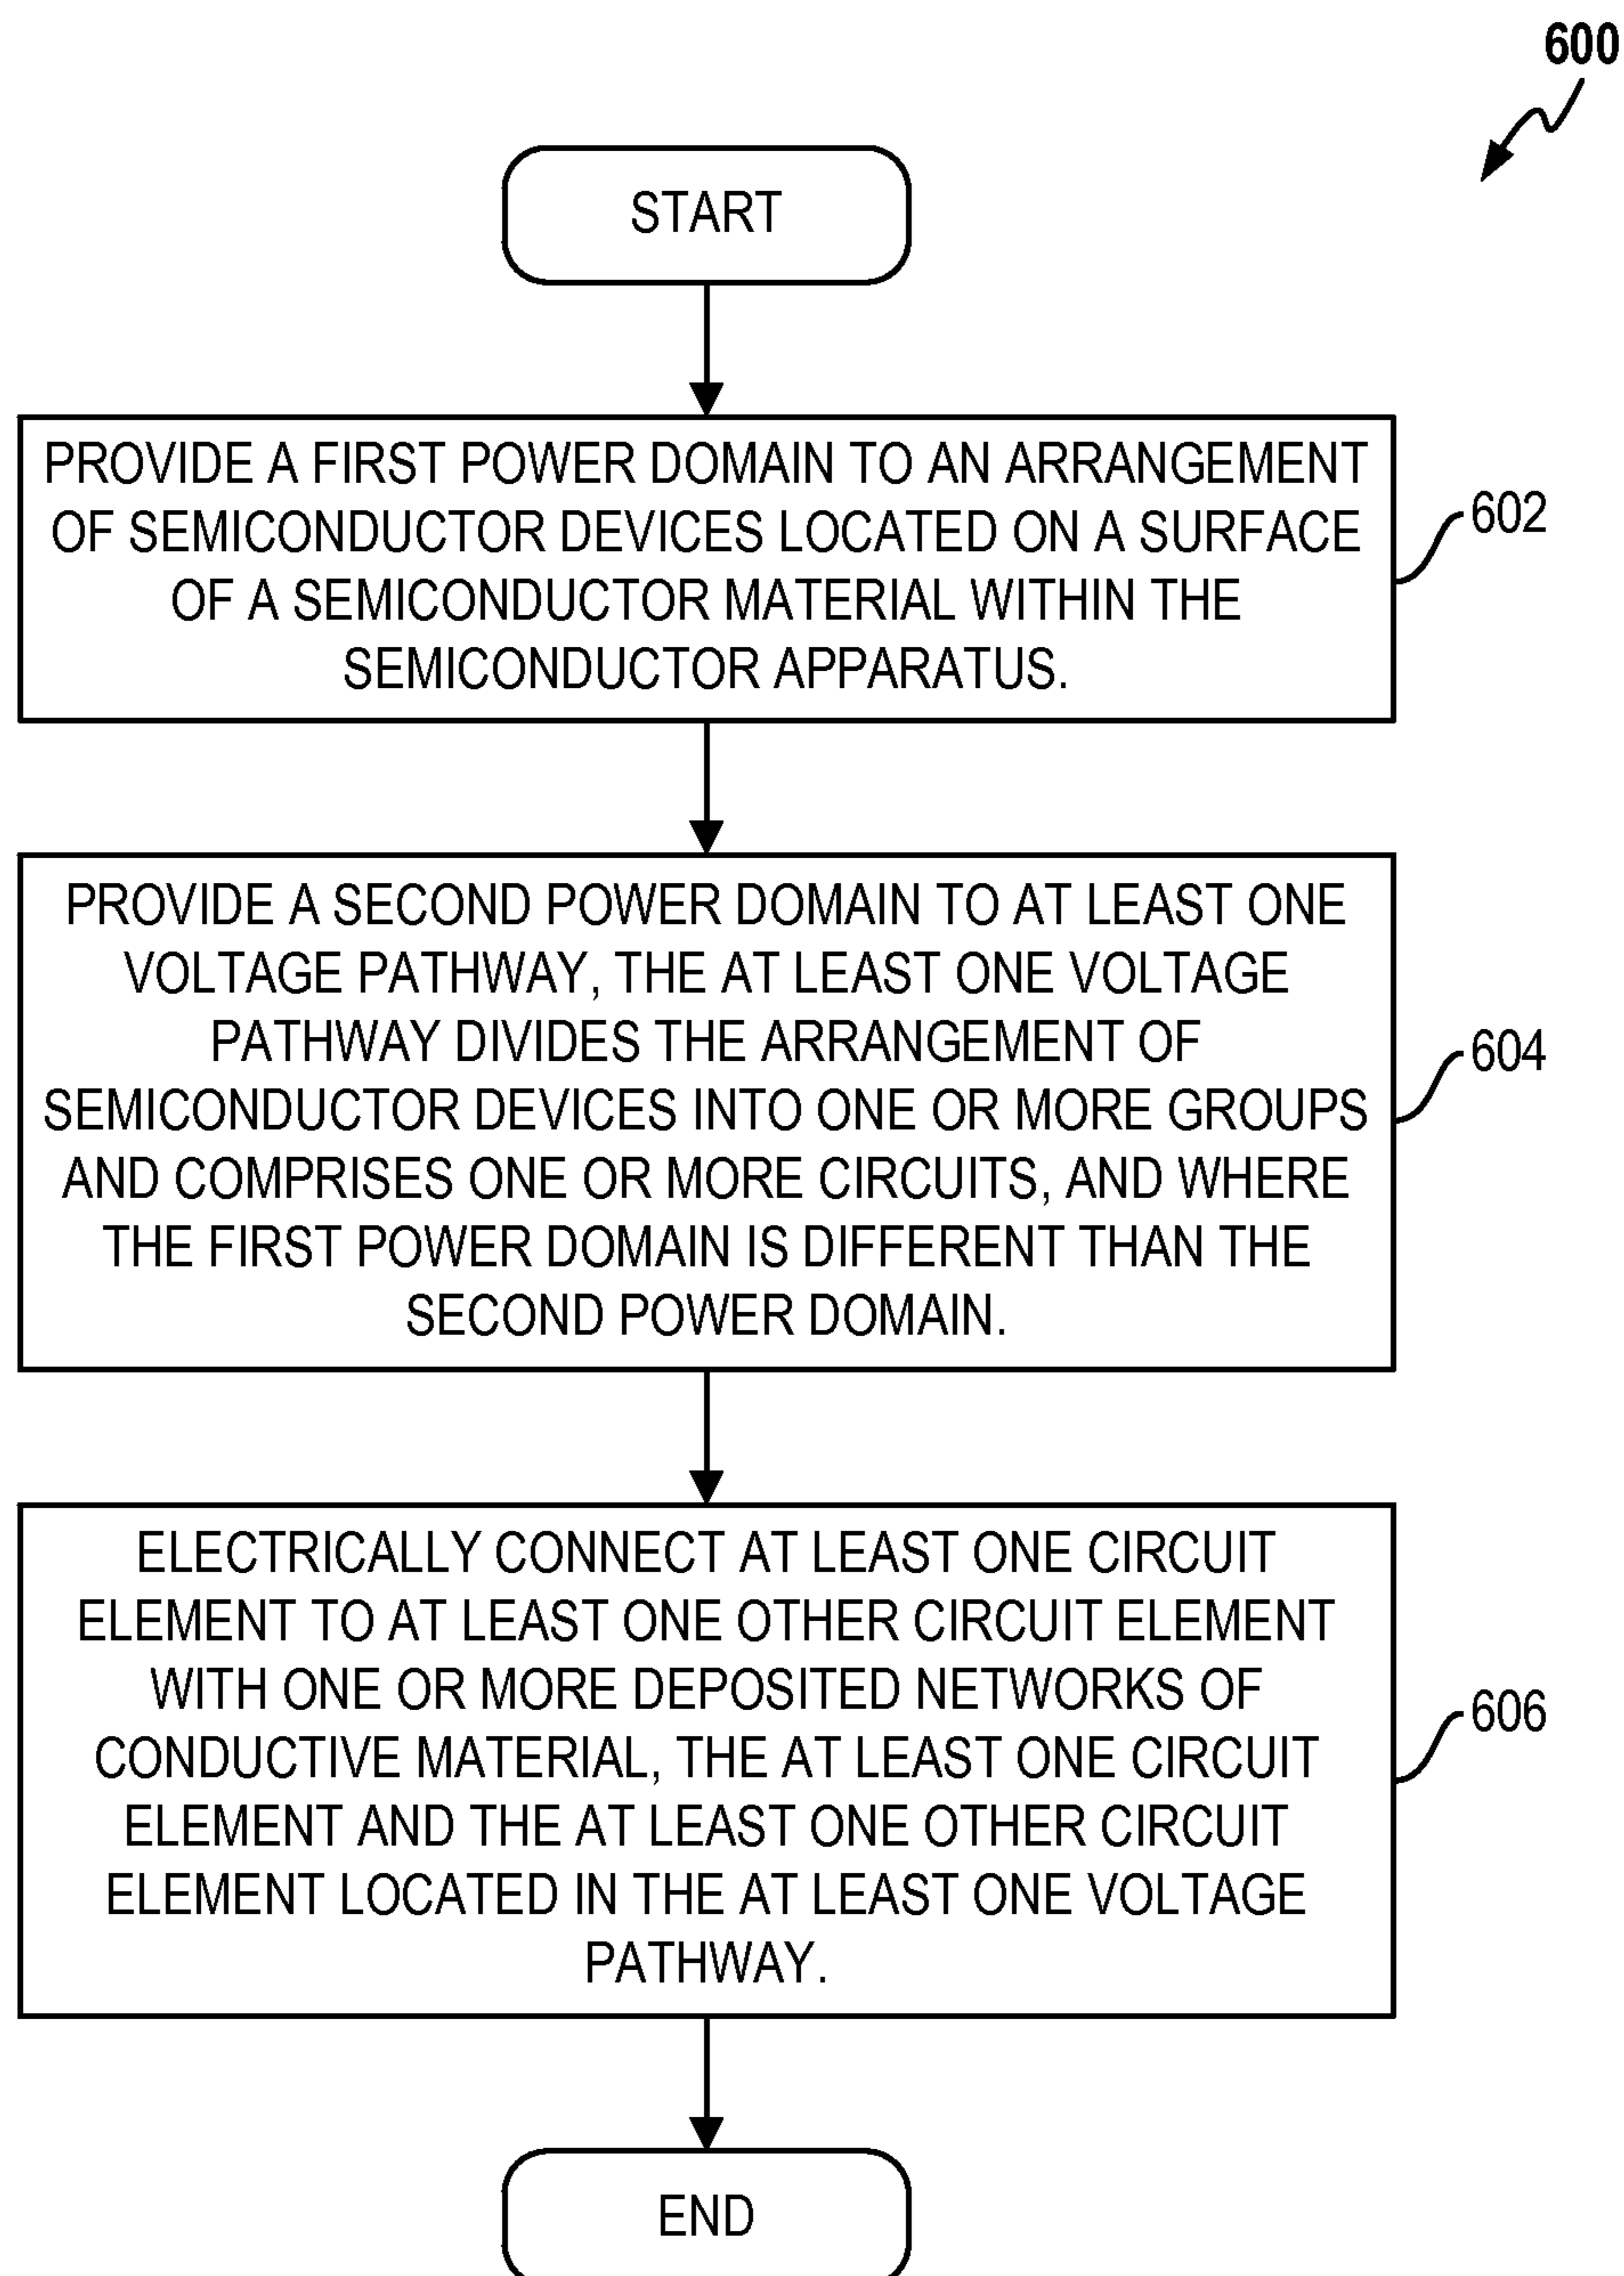 600
START
PROVIDE A FIRST POWER DOMAIN TO AN ARRANGEMENT
OF SEMICONDUCTOR DEVICES LOCATED ON A SURFACE
OF A SEMICONDUCTOR MATERIAL WITHIN THE
SEMICONDUCTOR APPARATUS.
602
PROVIDE A SECOND POWER DOMAIN TO AT LEAST ONE
VOLTAGE PATHWAY, THE AT LEAST ONE VOLTAGE
PATHWAY DIVIDES THE ARRANGEMENT OF
SEMICONDUCTOR DEVICES INTO ONE OR MORE GROUPS
AND COMPRISES ONE OR MORE CIRCUITS, AND WHERE
THE FIRST POWER DOMAIN IS DIFFERENT THAN THE
SECOND POWER DOMAIN.
604
ELECTRICALLY CONNECT AT LEAST ONE CIRCUIT
ELEMENT TO AT LEAST ONE OTHER CIRCUIT ELEMENT
WITH ONE OR MORE DEPOSITED NETWORKS OF
CONDUCTIVE MATERIAL, THE AT LEAST ONE CIRCUIT
ELEMENT AND THE AT LEAST ONE OTHER CIRCUIT
ELEMENT LOCATED IN THE AT LEAST ONE VOLTAGE
PATHWAY.
606
END